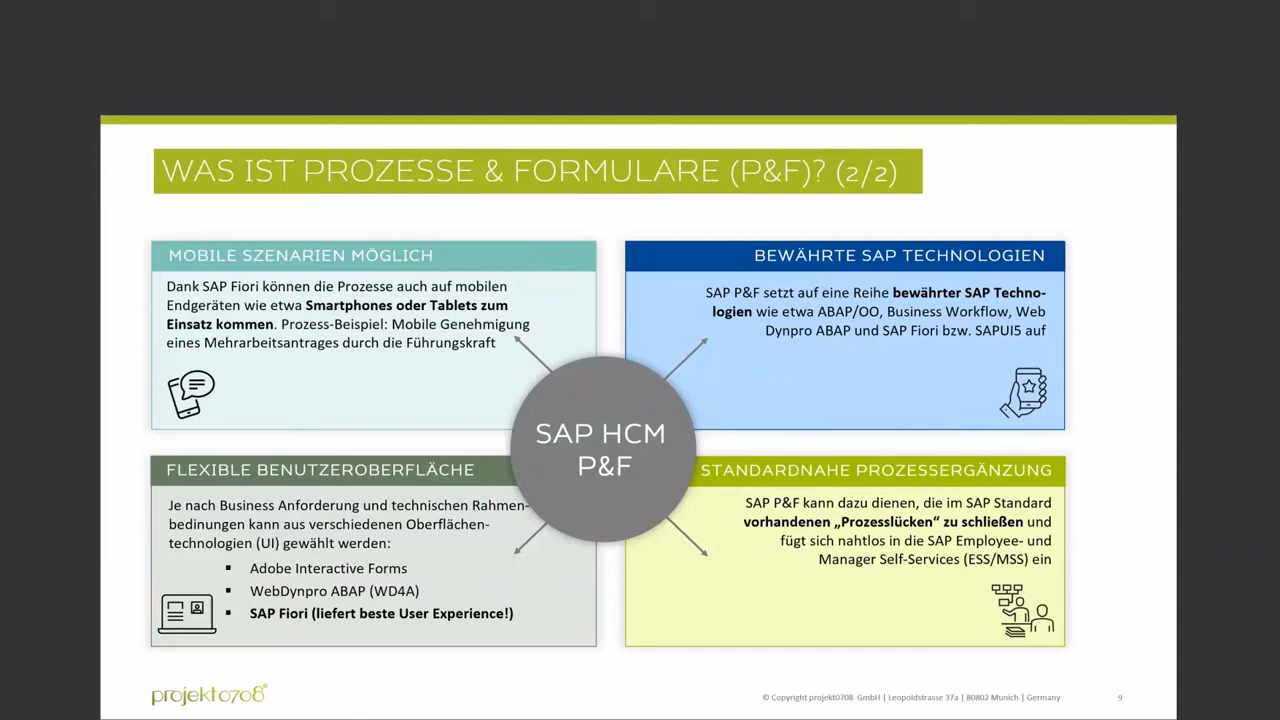 WAS IST PROZESSE & FORMULARE (P&F)? (2/2)
MOBILE SZENARIEN MÖGLICH
Dank SAP Fiori können die Prozesse auch auf mobilen
Endgeräten wie etwa Smartphones oder Tablets zum
Einsatz kommen. Prozess-Beispiel: Mobile Genehmigung
eines Mehrarbeitsantrages durch die Führungskraft
BEWÄHRTE SAP TECHNOLOGIEN
SAP P&F setzt auf eine Reihe bewährter SAP Techno-
logien wie etwa ABAP/OO, Business Workflow, Web
Dynpro ABAP und SAP Fiori bzw. SAPUI5 auf
SAP HCM
P&F
FLEXIBLE BENUTZEROBERFLÄCHE
Je nach Business Anforderung und technischen Rahmen-
bedinungen kann aus verschiedenen Oberflächen-
technologien (UI) gewählt werden:
▪ Adobe Interactive Forms
▪ WebDynpro ABAP (WD4A)
▪ SAP Fiori (liefert beste User Experience!)
STANDARDNAHE PROZESSERGÄNZUNG
SAP P&F kann dazu dienen, die im SAP Standard
vorhandenen „Prozesslücken“ zu schließen und
fügt sich nahtlos in die SAP Employee- und
Manager Self-Services (ESS/MSS) ein
projekt0708®
© Copyright projekt0708 GmbH | Leopoldstrasse 37a | 80802 Munich | Germany
9